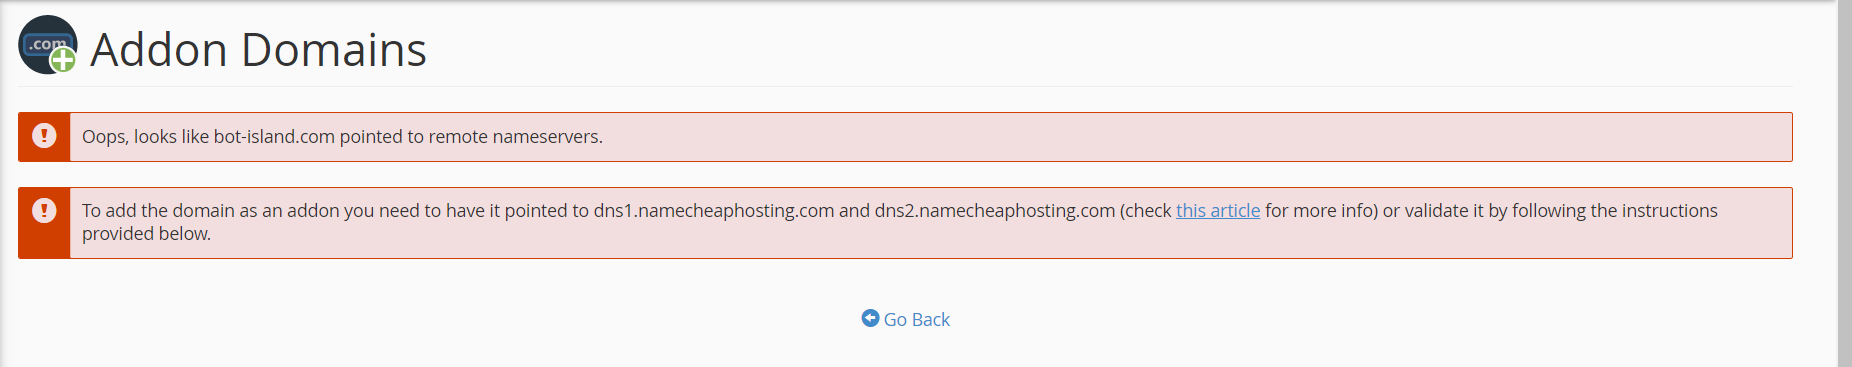 .com
Addon Domains
Oops, looks like bot-island.com pointed to remote nameservers.
To add the domain as an addon you need to have it pointed to dns1.namecheaphosting.com and dns2.namecheaphosting.com (check this article for more info) or validate it by following the instructions
provided below.
Go Back